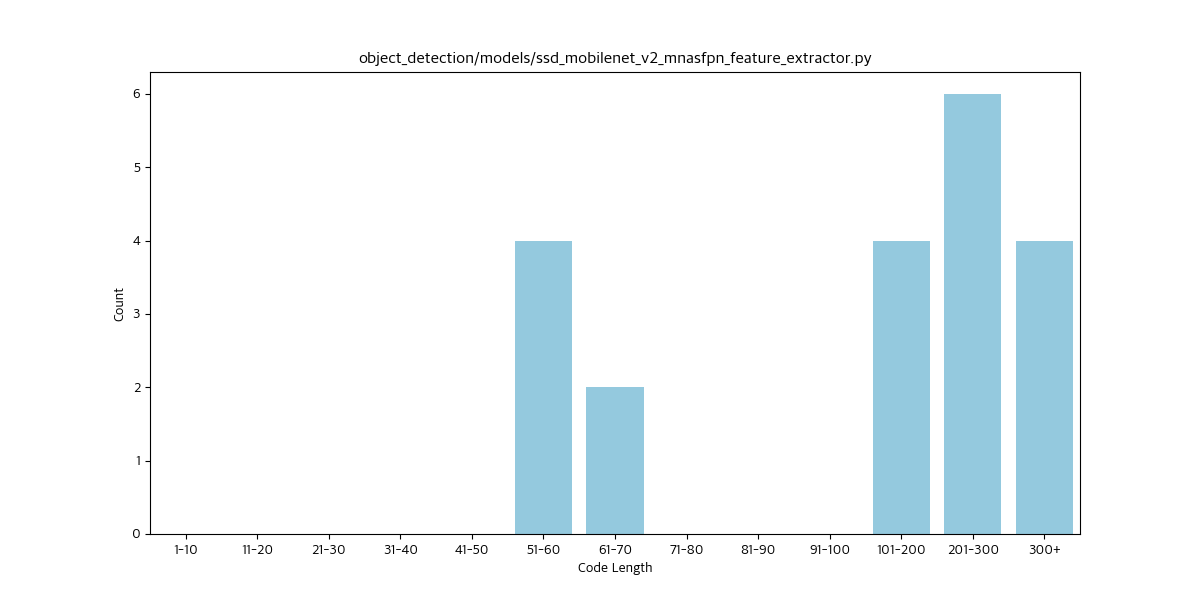 object_detection/models/ssd_mobilenet_v2_mnasfpn_feature_extractor.py
6
5
4
3
2
1
0
Count
1-10 11-20 21-30 31-40 41-50 51-60 61-70 71-80 81-90 91-100 101-200 201-300 300+
Code Length